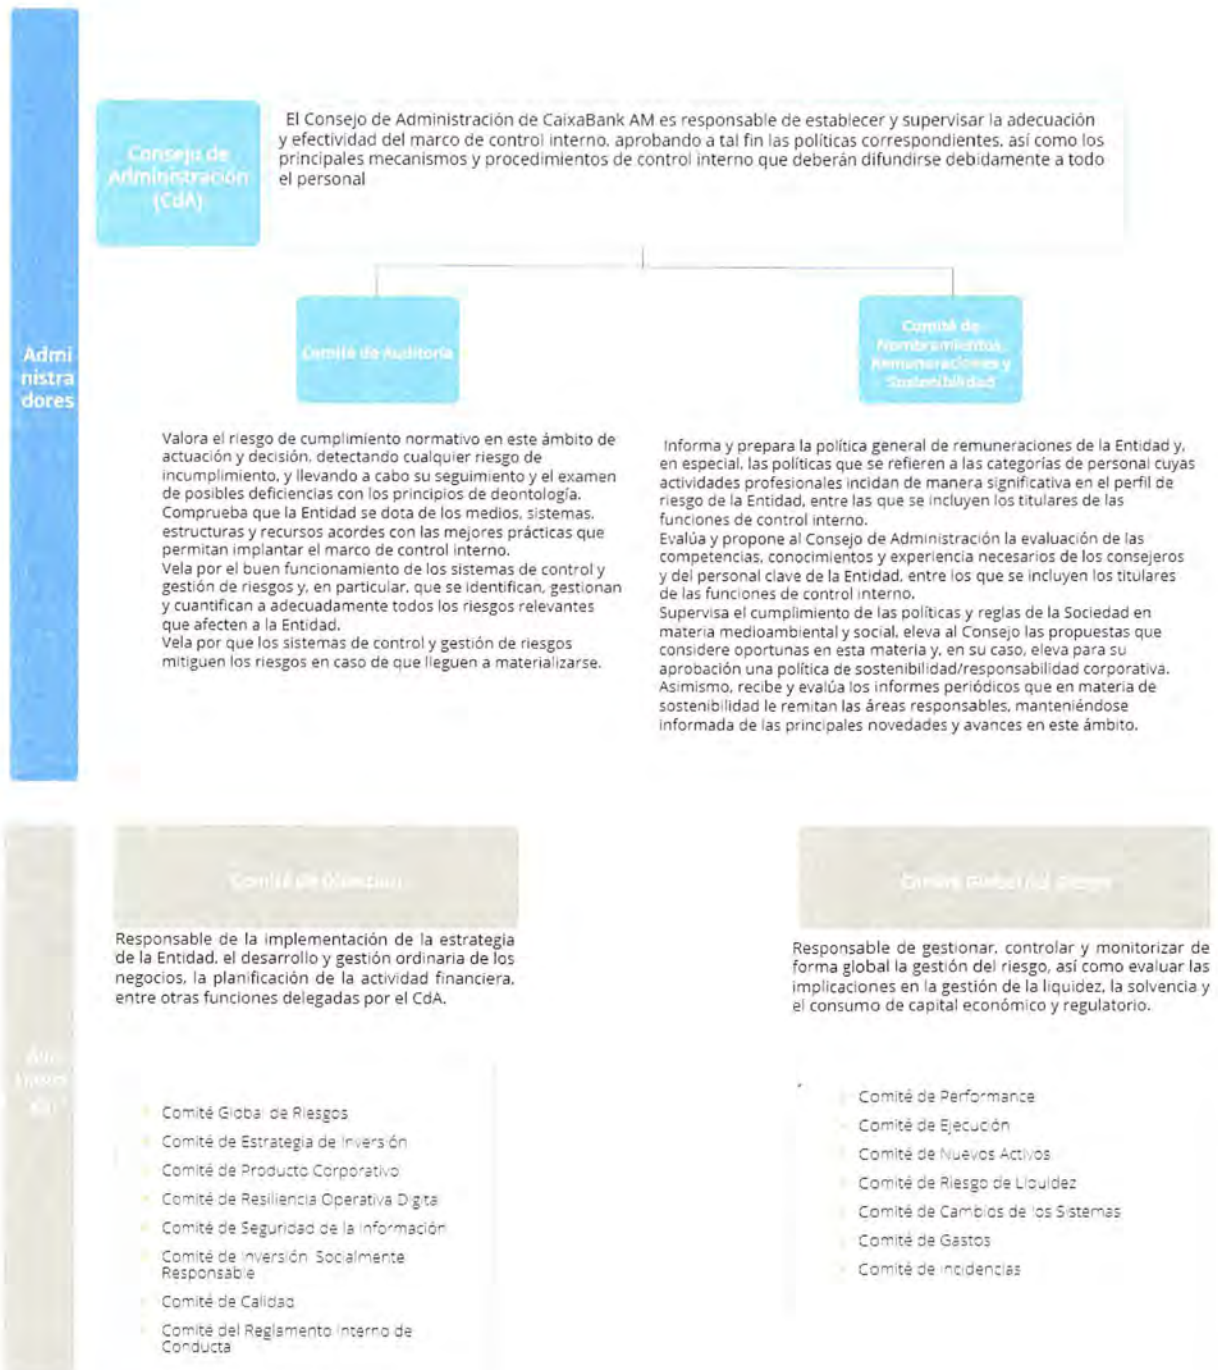 Consejo de
Administración
(CdA)
El Consejo de Administración de CaixaBank AM es responsable de establecer y supervisar la adecuación
y efectividad del marco de control interno, aprobando a tal fin las políticas correspondientes, así como los
principales mecanismos y procedimientos de control interno que deberán difundirse debidamente a todo
el personal
Admi
nistra
dores
Comité de Auditoría
Valora el riesgo de cumplimiento normativo en este ámbito de
actuación y decisión, detectando cualquier riesgo de
incumplimiento, y llevando a cabo su seguimiento y el examen
de posibles deficiencias con los principios de deontología.
Comprueba que la Entidad se dota de los medios, sistemas,
estructuras y recursos acordes con las mejores prácticas que
permitan implantar el marco de control interno.
Vela por el buen funcionamiento de los sistemas de control y
gestión de riesgos y, en particular, que se identifican, gestionan
y cuantifican a adecuadamente todos los riesgos relevantes
que afecten a la Entidad.
Vela por que los sistemas de control y gestión de riesgos
mitiguen los riesgos en caso de que lleguen a materializarse.
Comité de
Nombramientos,
Remuneraciones y
Sostenibilidad
Informa y prepara la política general de remuneraciones de la Entidad y,
en especial, las políticas que se refieren a las categorías de personal cuyas
actividades profesionales incidan de manera significativa en el perfil de
riesgo de la Entidad, entre las que se incluyen los titulares de las
funciones de control interno.
Evalúa y propone al Consejo de Administración la evaluación de las
competencias, conocimientos y experiencia necesarios de los consejeros
y del personal clave de la Entidad, entre los que se incluyen los titulares
de las funciones de control interno.
Supervisa el cumplimiento de las políticas y reglas de la Sociedad en
materia medioambiental y social, eleva al Consejo las propuestas que
considere oportunas en esta materia y, en su caso, eleva para su
aprobación una política de sostenibilidad/responsabilidad corporativa.
Asimismo, recibe y evalúa los informes periódicos que en materia de
sostenibilidad le remitan las áreas responsables, manteniéndose
informada de las principales novedades y avances en este ámbito.
Comité de Dirección
Responsable de la implementación de la estrategia
de la Entidad, el desarrollo y gestión ordinaria de los
negocios, la planificación de la actividad financiera,
entre otras funciones delegadas por el CdA.
Comité Global de Riesgos
Comité de Estrategia de Inversión
Comité de Producto Corporativo
Comité de Resiliencia Operativa Digital
Comité de Seguridad de la Información
Comité de Inversión Socialmente
Responsable
Comité de Calidad
Comité del Reglamento Interno de
Conducta
Comité Global del Riesgo
Responsable de gestionar, controlar y monitorizar de
forma global la gestión del riesgo, así como evaluar las
implicaciones en la gestión de la liquidez, la solvencia y
el consumo de capital económico y regulatorio.
Comité de Performance
Comité de Ejecución
Comité de Nuevos Activos
Comité de Riesgo de Liquidez
Comité de Cambios de los Sistemas
Comité de Gastos
Comité de Incidencias